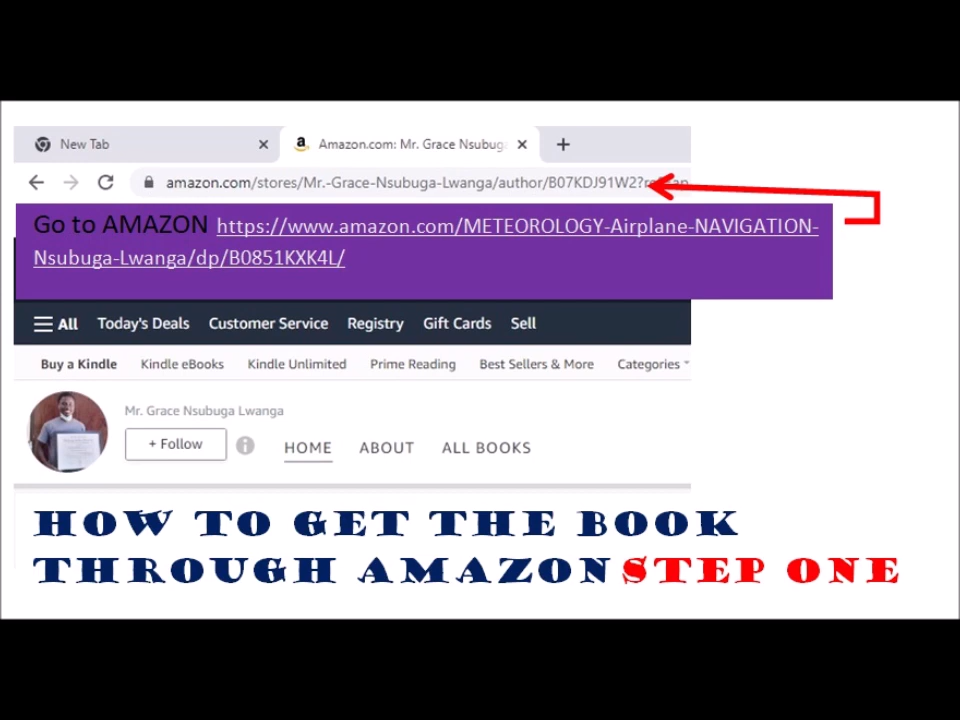 New Tab
Amazon.com: Mr. Grace Nsubuga
amazon.com/stores/Mr.-Grace-Nsubuga-Lwanga/author/B07KDJ91W2?
Go to AMAZON https://www.amazon.com/METEOROLOGY-Airplane-NAVIGATION-
Nsubuga-Lwanga/dp/B0851KXK4L/
All Today's Deals Customer Service Registry Gift Cards Sell
Buy a Kindle Kindle eBooks Kindle Unlimited Prime Reading Best Sellers & More Categories
Mr. Grace Nsubuga Lwanga
+ Follow
HOME ABOUT ALL BOOKS
HOW TO GET THE BOOK
THROUGH AMAZON STEP ONE